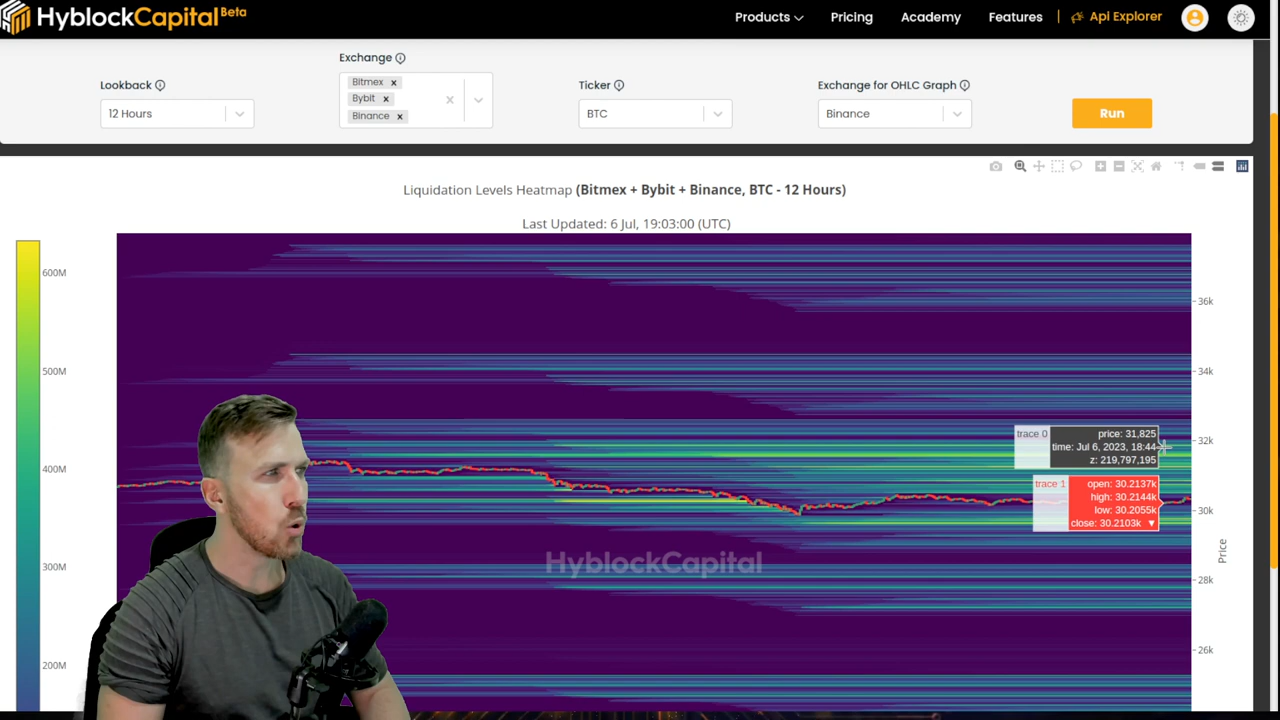 HyblockCapital Beta
Products Pricing Academy Features Api Explorer
Lookback
12 Hours
Exchange
Bitmex x
Bybit x
Binance x
Ticker
BTC
Exchange for OHLC Graph
Binance
Run
Liquidation Levels Heatmap (Bitmex + Bybit + Binance, BTC - 12 Hours)
Last Updated: 6 Jul, 19:03:00 (UTC)
600M
500M
400M
300M
200M
36k
34k
32k
30k
28k
26k
Price
trace 0
price: 31,825
time: Jul 6, 2023, 18:44
z: 219,797,195
trace 1
open: 30.2137k
high: 30.2144k
low: 30.2055k
close: 30.2103k ▼
HyblockCapital